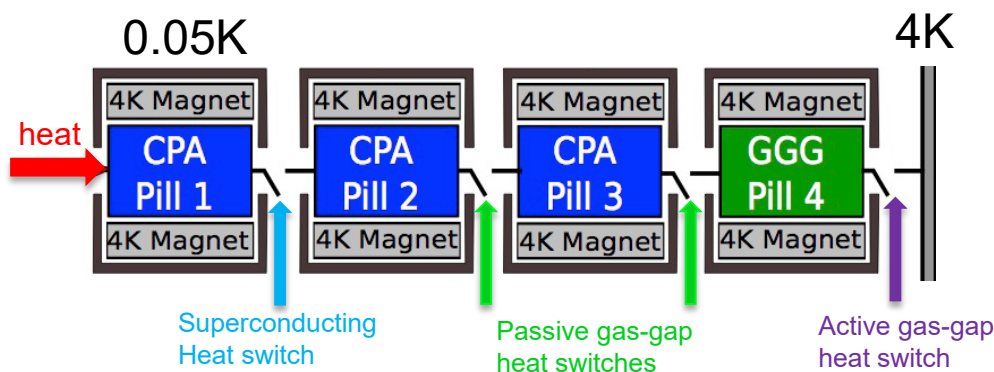 0.05K
4K
4K Magnet
4K Magnet
4K Magnet
4K Magnet
heat
CPA
Pill 1
CPA
Pill 2
CPA
Pill 3
GGG
Pill 4
4K Magnet
4K Magnet
4K Magnet
4K Magnet
Superconducting
Heat switch
Passive gas-gap
heat switches
Active gas-gap
heat switch